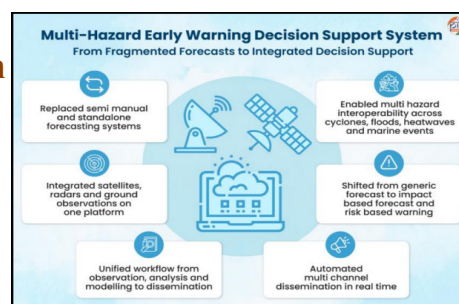 Multi-Hazard Early Warning Decision Support System
From Fragmented Forecasts to Integrated Decision Support
Replaced semi manual
and standalone
forecasting systems
Enabled multi hazard
interoperability across
cyclones, floods, heatwaves
and marine events
Integrated satellites,
radars and ground
observations on
one platform
Shifted from generic
forecast to impact
based forecast and
risk based warning
Unified workflow from
observation, analysis and
modelling to dissemination
Automated
multi channel
dissemination in real time